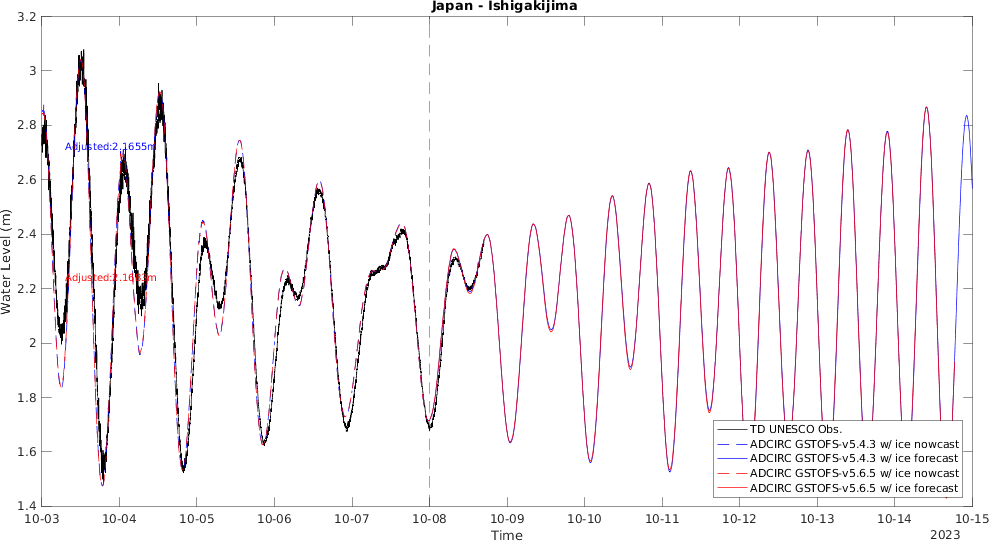 Japan - Ishigakijima
3.2
3
2.8
2.6
2.4
2.2
2
1.8
1.6
1.4
Water Level (m)
Adjusted:2.1655m
Adjusted:2.1683m
TD UNESCO Obs.
ADCIRC GSTOFS-v5.4.3 w/ ice nowcast
ADCIRC GSTOFS-v5.4.3 w/ ice forecast
ADCIRC GSTOFS-v5.6.5 w/ ice nowcast
ADCIRC GSTOFS-v5.6.5 w/ ice forecast
10-03 10-04 10-05 10-06 10-07 10-08 10-09 10-10 10-11 10-12 10-13 10-14 10-15
Time
2023